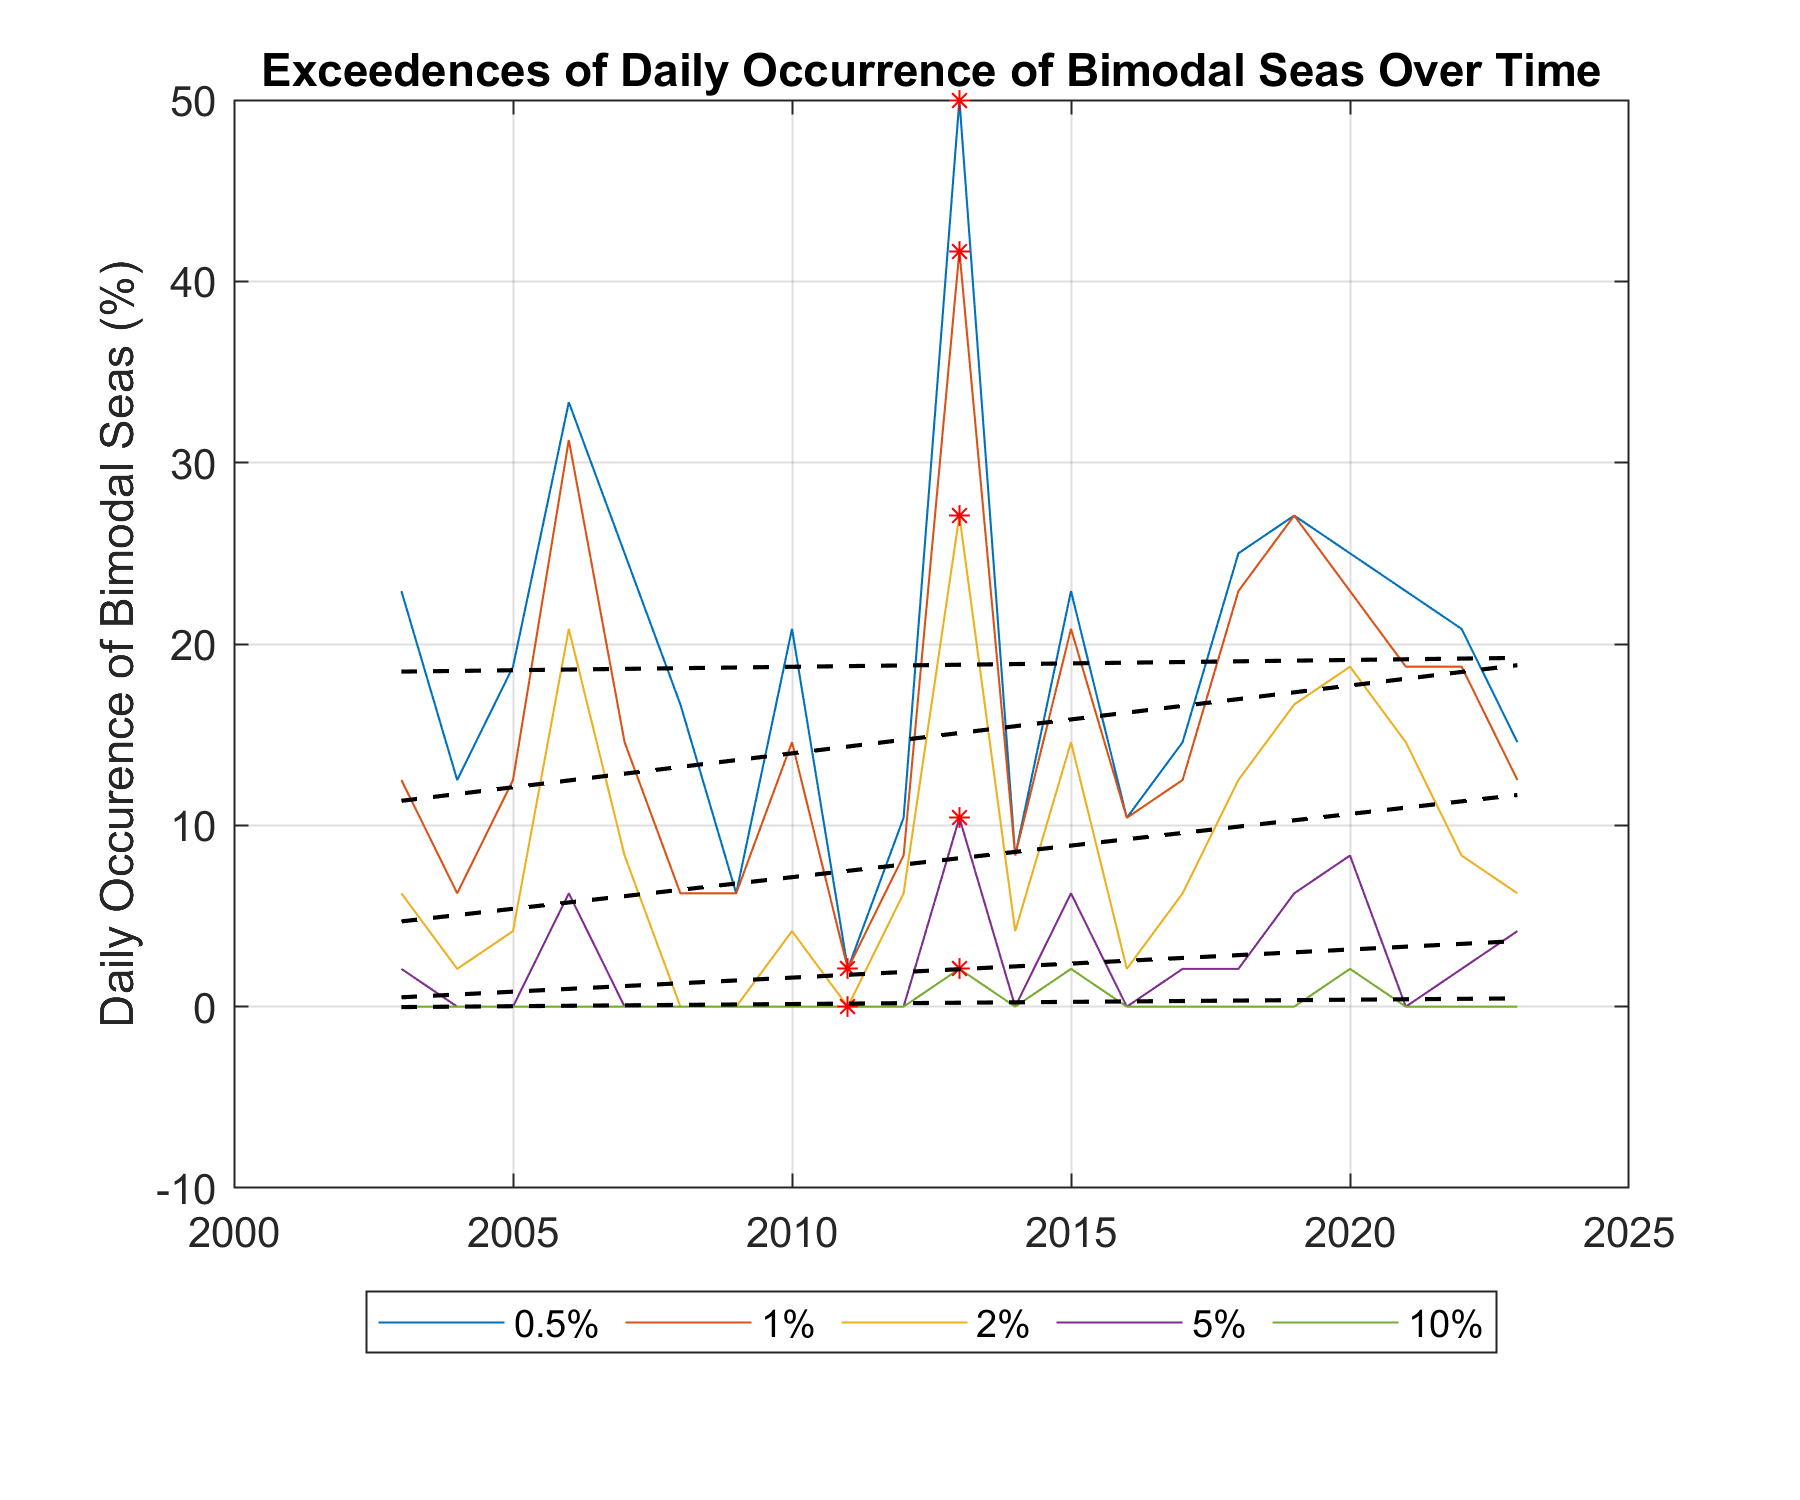 Exceedences of Daily Occurrence of Bimodal Seas Over Time
Daily Occurence of Bimodal Seas (%)
50
40
30
20
10
0
-10
2000 2005 2010 2015 2020 2025
0.5% 1% 2% 5% 10%